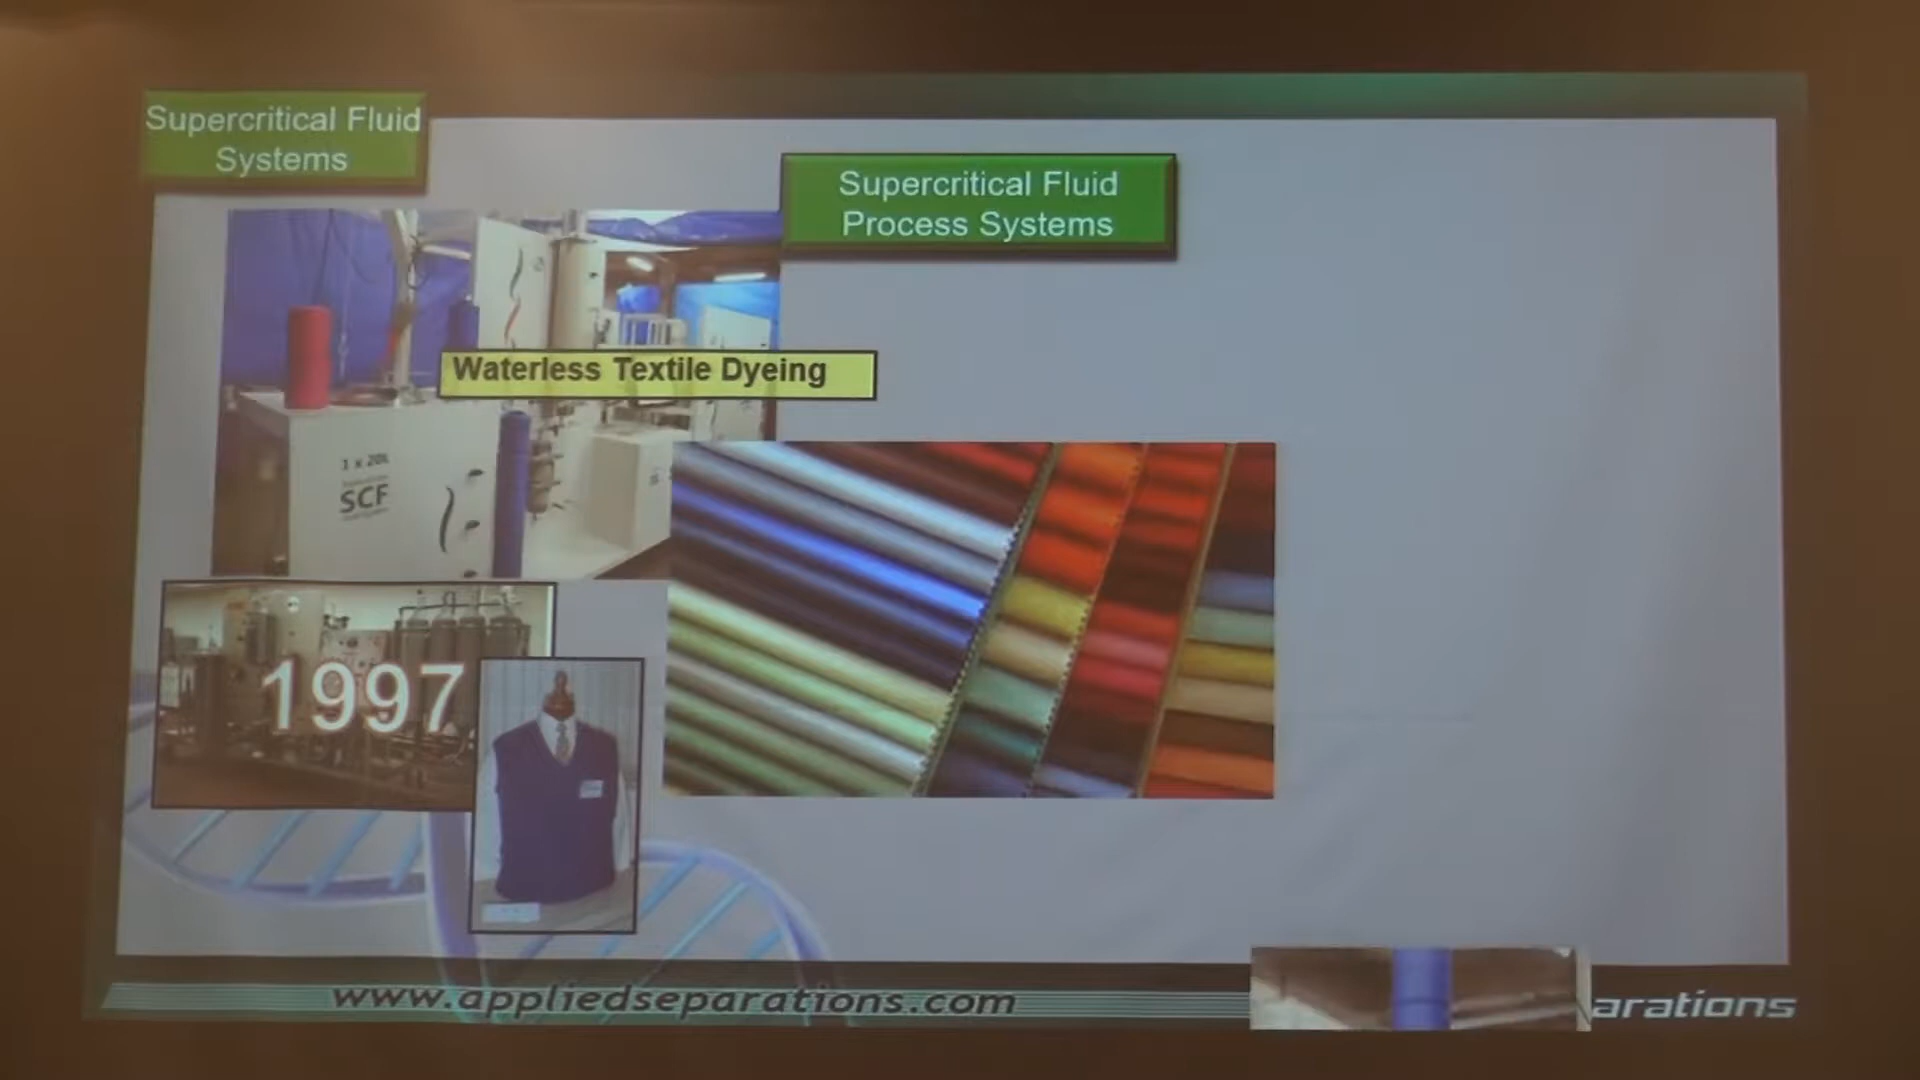 Supercritical Fluid
Systems
Supercritical Fluid
Process Systems
Waterless Textile Dyeing
1 x 20L
SCF
1997
www.appliedseparations.com
arations